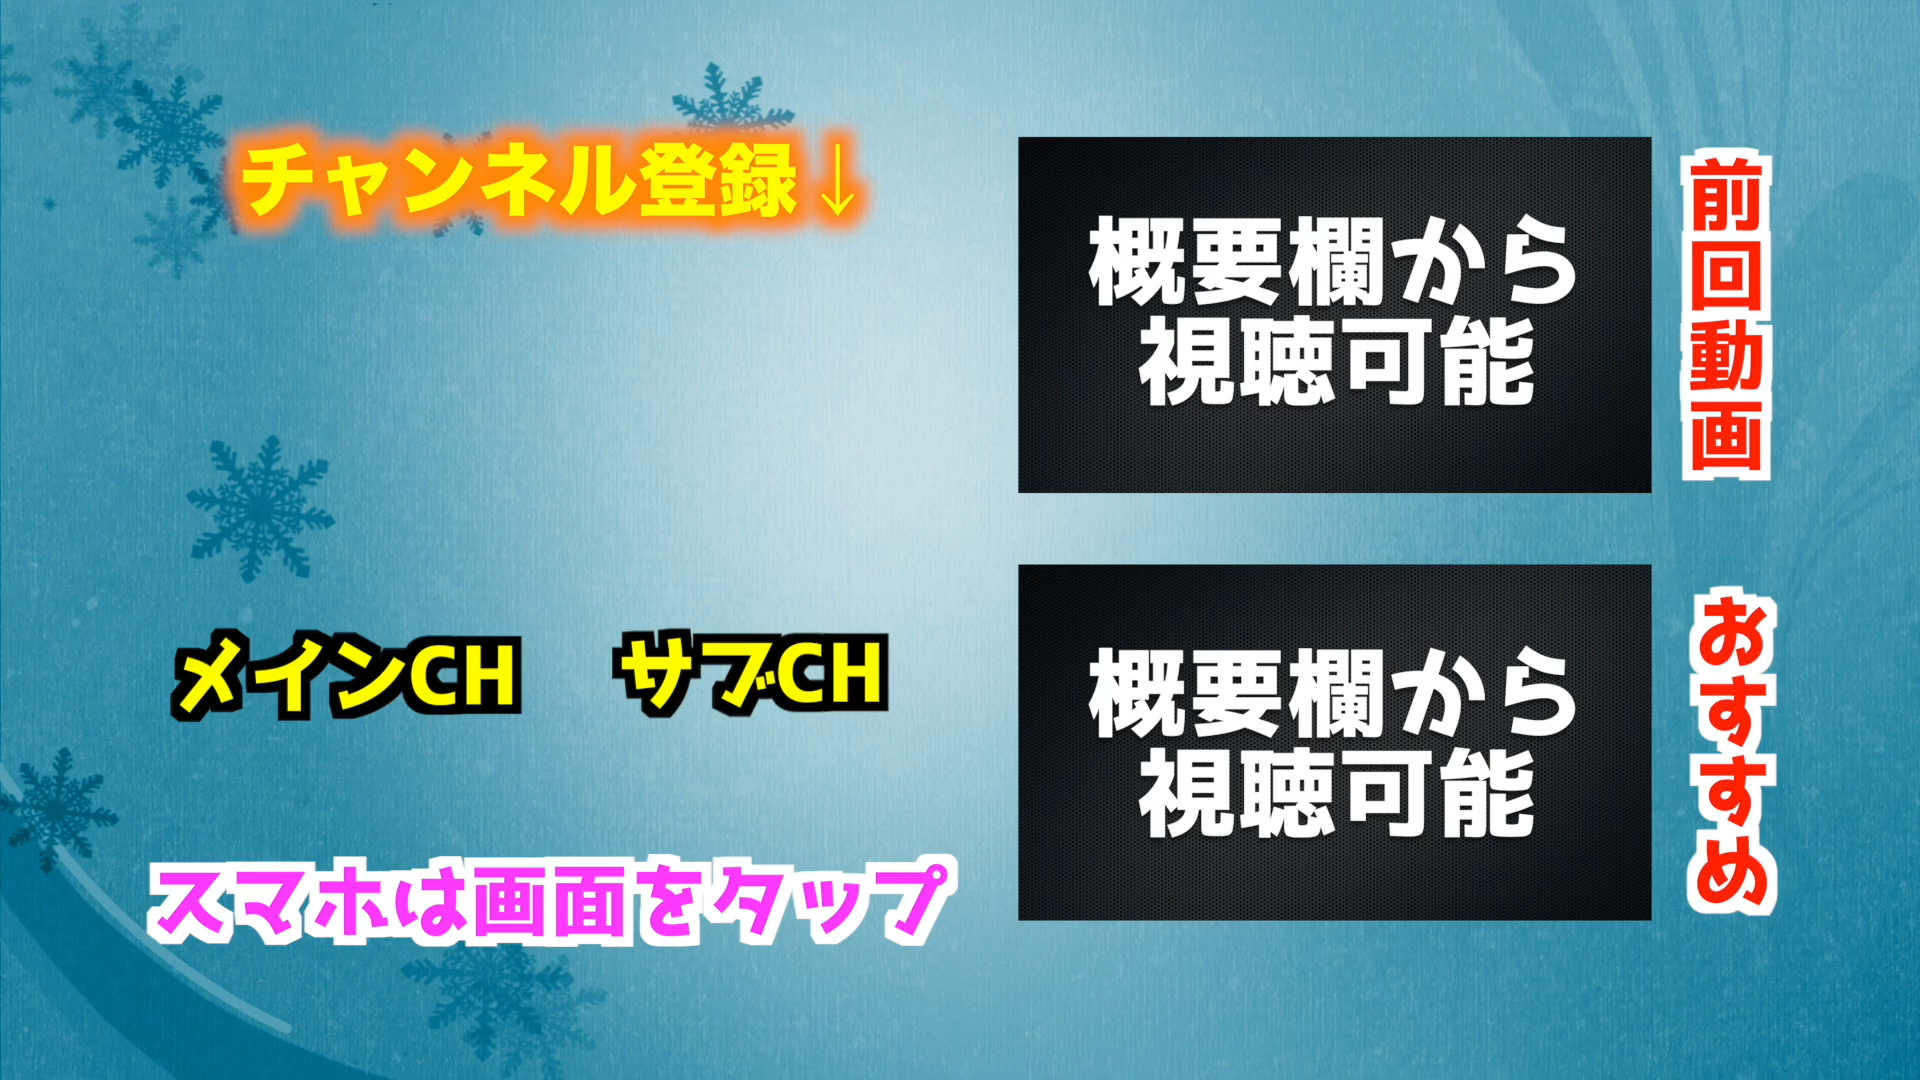 チャンネル登録↓
メインCH
サブCH
スマホは画面をタップ
概要欄から
視聴可能
前回動画
概要欄から
視聴可能
おすすめ